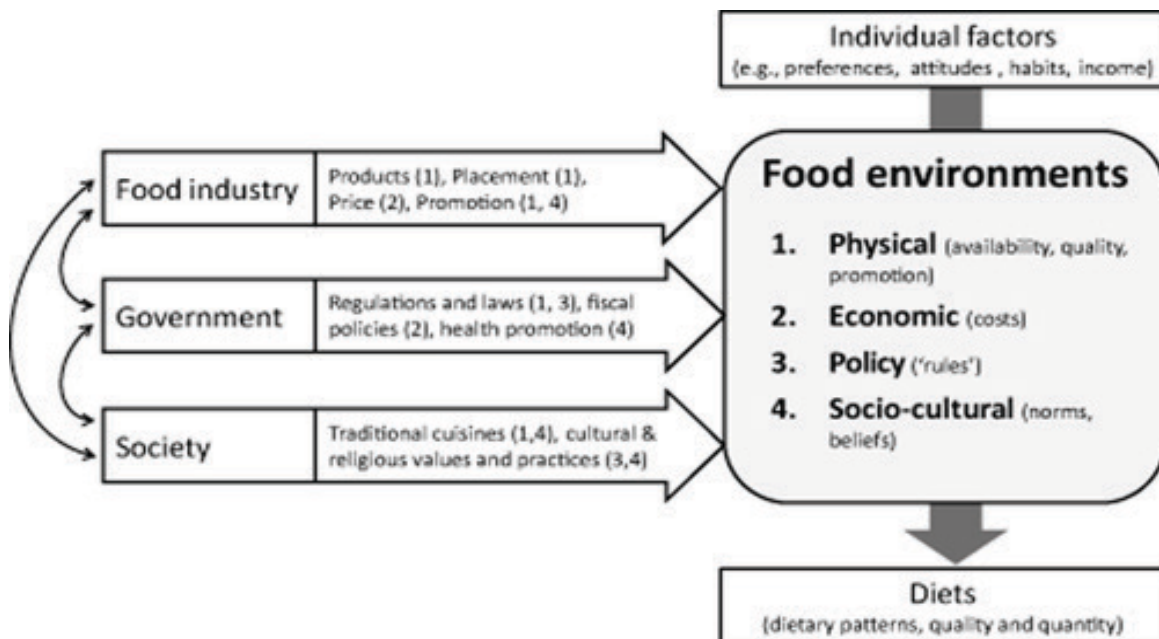 Individual factors
(e.g., preferences, attitudes , habits, income)
Food industry
Products (1), Placement (1),
Price (2), Promotion (1, 4)
Government
Regulations and laws (1, 3), fiscal
policies (2), health promotion (4)
Society
Traditional cuisines (1,4), cultural &
religious values and practices (3,4)
Food environments
1. Physical (availability, quality,
promotion)
2. Economic (costs)
3. Policy (‘rules’)
4. Socio-cultural (norms,
beliefs)
Diets
(dietary patterns, quality and quantity)